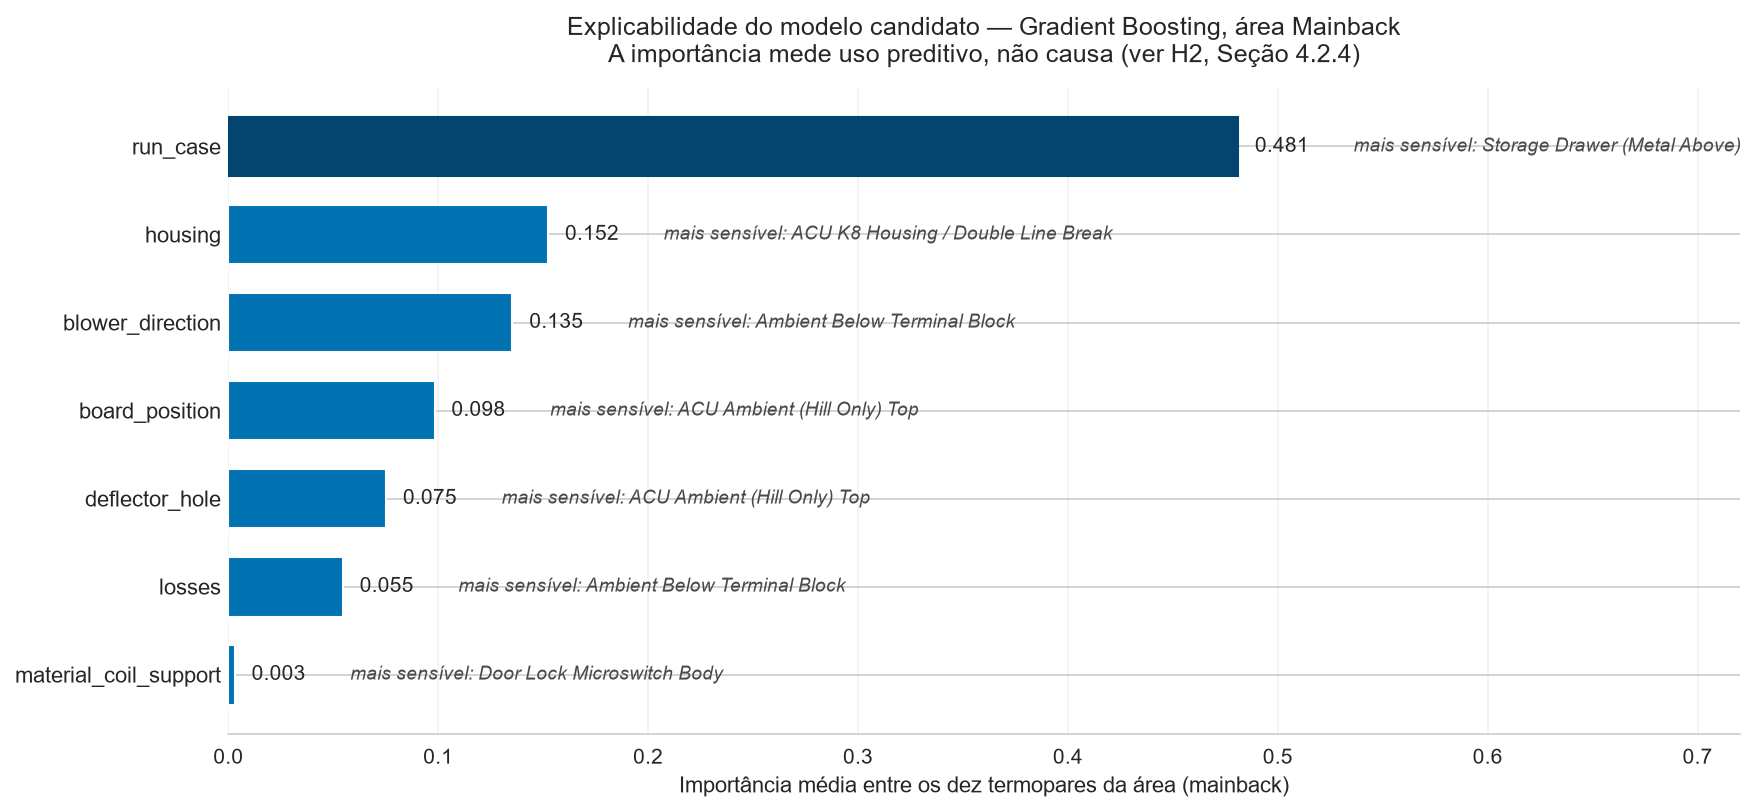 Explicabilidade do modelo candidato — Gradient Boosting, área Mainback
A importância mede uso preditivo, não causa (ver H2, Seção 4.2.4)
run_case 0.481 mais sensível: Storage Drawer (Metal Above)
housing 0.152 mais sensível: ACU K8 Housing / Double Line Break
blower_direction 0.135 mais sensível: Ambient Below Terminal Block
board_position 0.098 mais sensível: ACU Ambient (Hill Only) Top
deflector_hole 0.075 mais sensível: ACU Ambient (Hill Only) Top
losses 0.055 mais sensível: Ambient Below Terminal Block
material_coil_support 0.003 mais sensível: Door Lock Microswitch Body
0.0 0.1 0.2 0.3 0.4 0.5 0.6 0.7
Importância média entre os dez termopares da área (mainback)